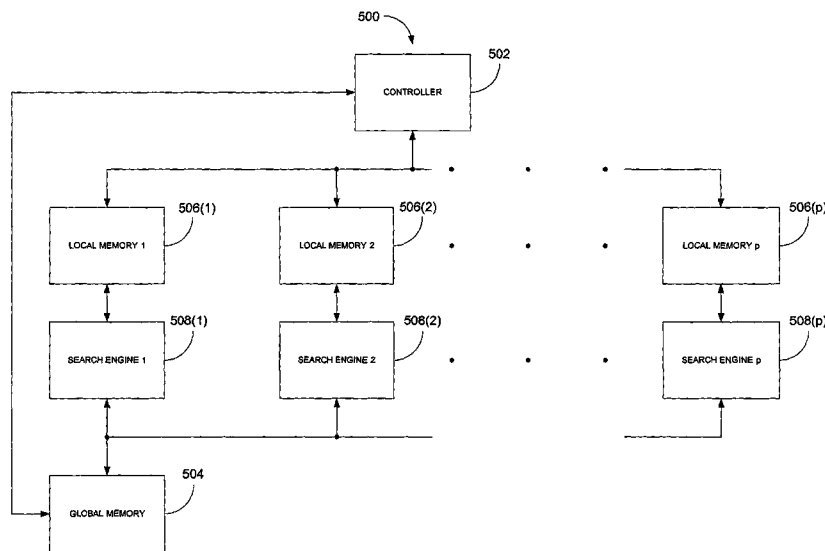 500
502
CONTROLLER
506(1)
506(2)
506(p)
LOCAL MEMORY 1
LOCAL MEMORY 2
LOCAL MEMORY p
508(1)
508(2)
508(p)
SEARCH ENGINE 1
SEARCH ENGINE 2
SEARCH ENGINE p
504
GLOBAL MEMORY